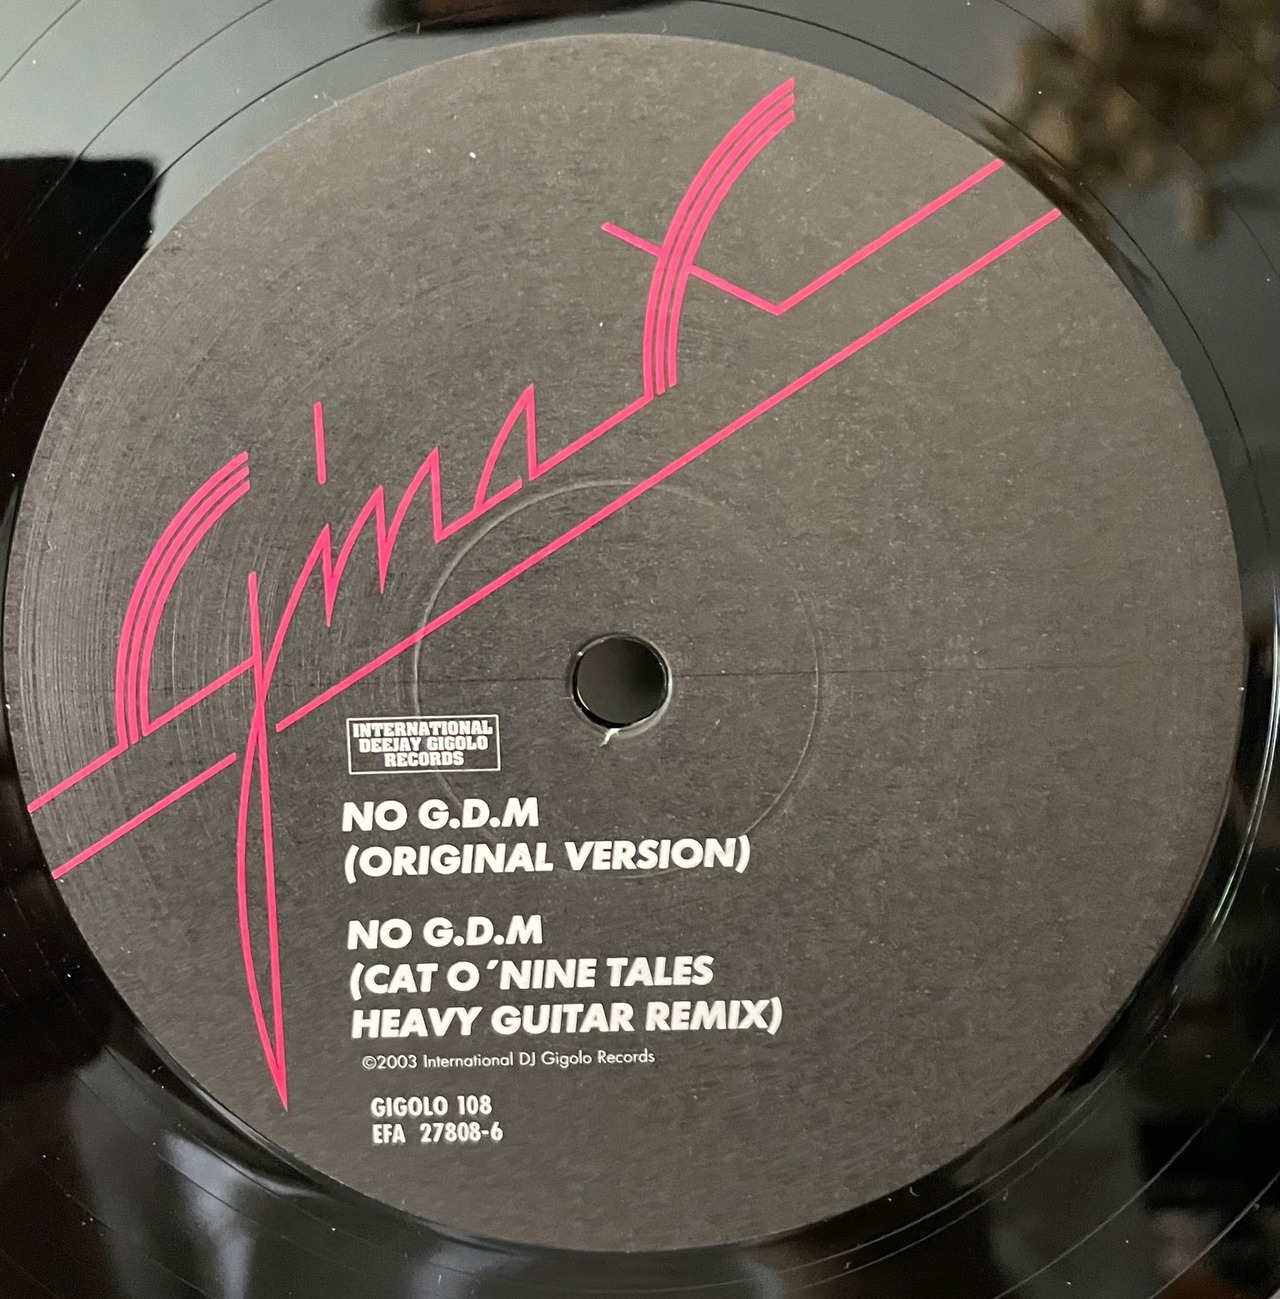 Gina X
INTERNATIONAL
DEEJAY GIGOLO
RECORDS
NO G.D.M
(ORIGINAL VERSION)
NO G.D.M
(CAT O´NINE TALES
HEAVY GUITAR REMIX)
©2003 International DJ Gigolo Records
GIGOLO 108
EFA 27808-6